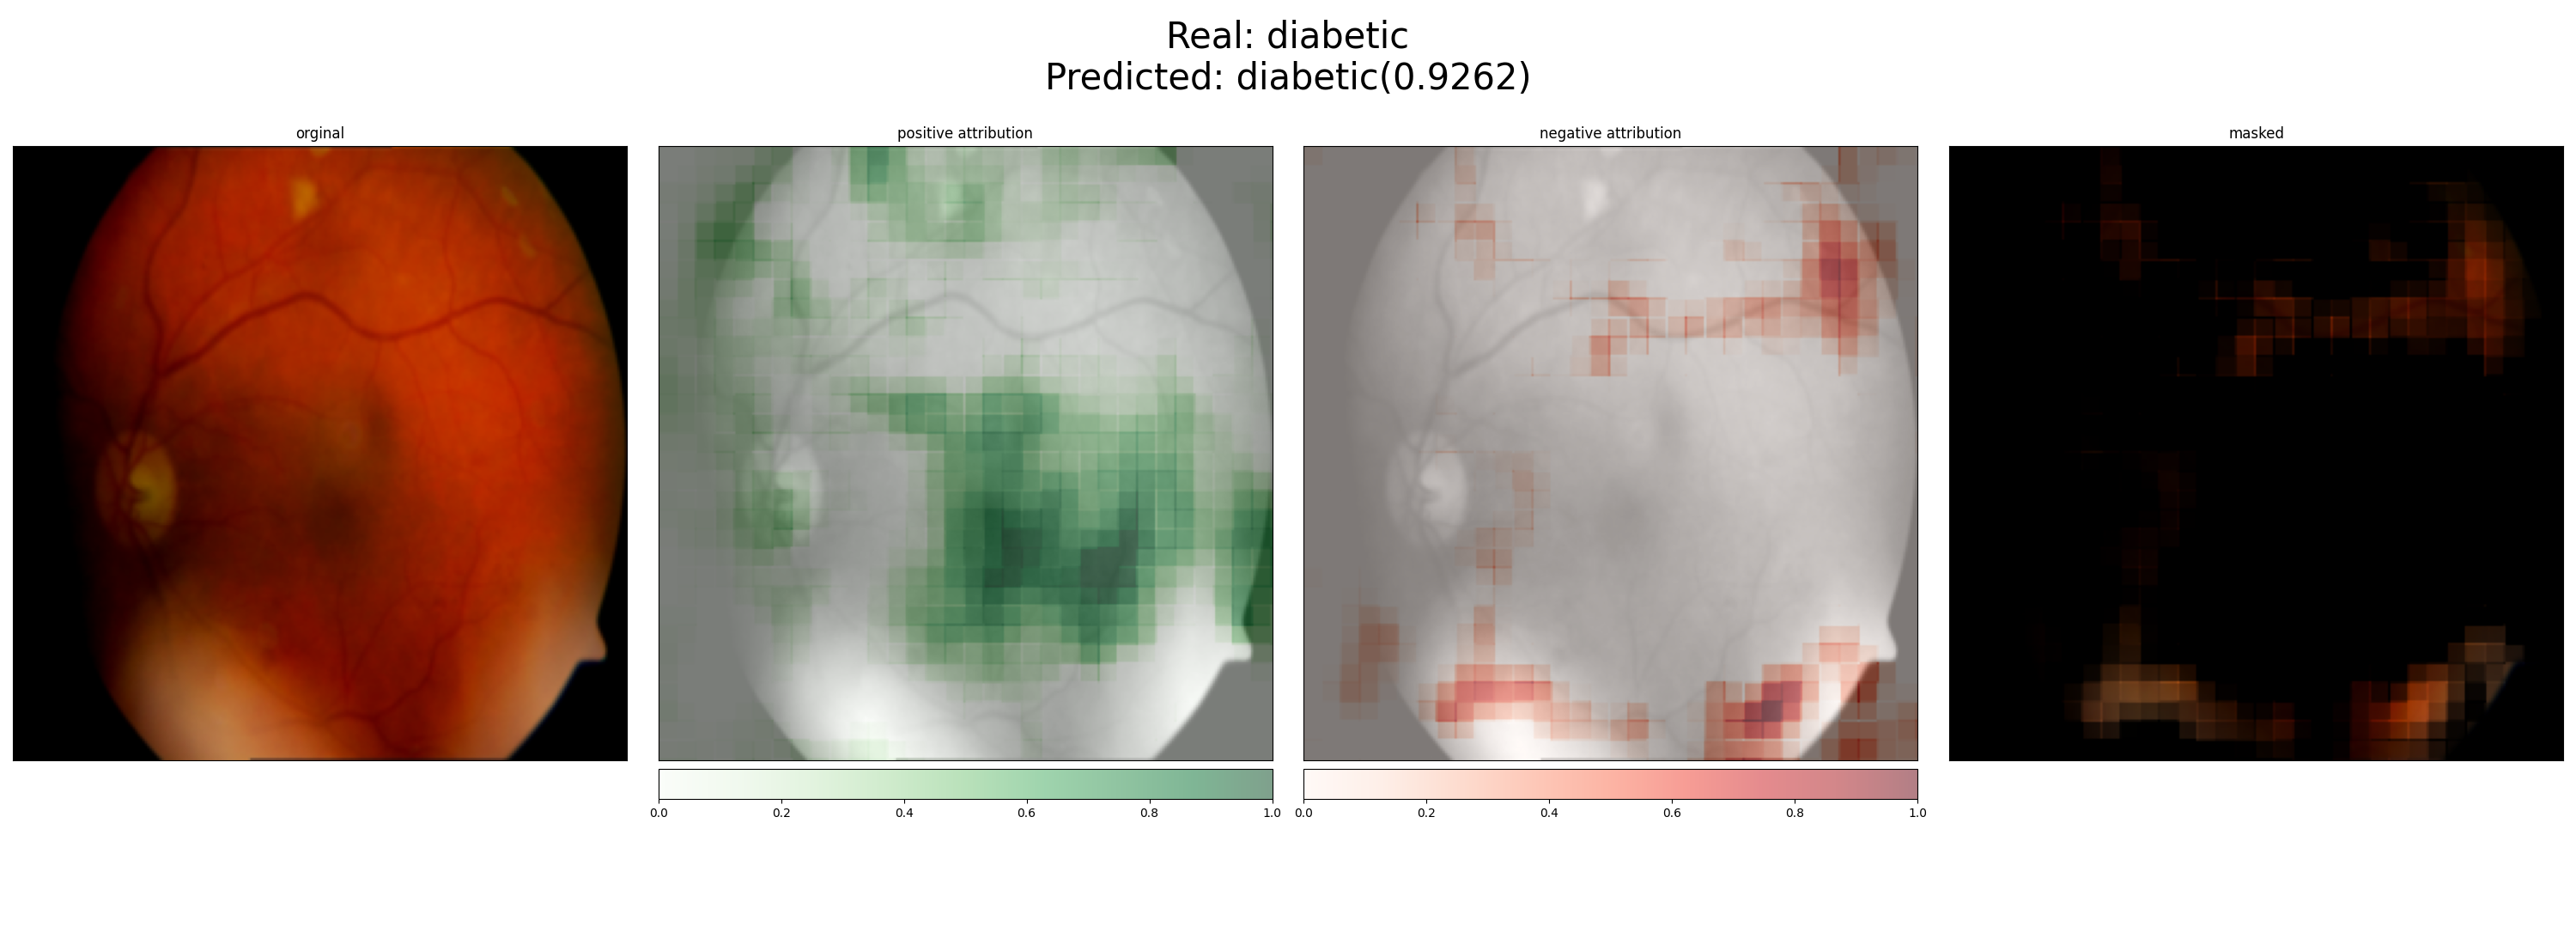 Real: diabetic
Predicted: diabetic(0.9262)
orginal
positive attribution
negative attribution
masked
0.0 0.2 0.4 0.6 0.8 1.0
0.0 0.2 0.4 0.6 0.8 1.0